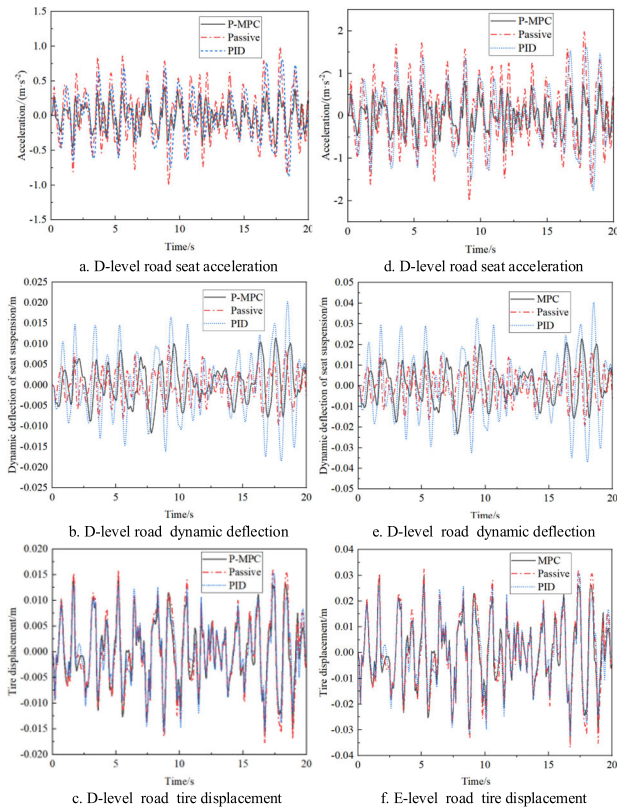 1.5
P-MPC
Passive
PID
1.0
0.5
0.0
-0.5
-1.0
-1.5
0 5 10 15 20
Acceleration/(m·s⁻²)
Time/s
a. D-level road seat acceleration
P-MPC
Passive
PID
2
1
0
-1
-2
0 5 10 15 20
Acceleration/(m·s⁻²)
Time/s
d. D-level road seat acceleration
0.025
0.020
0.015
0.010
0.005
0.000
-0.005
-0.010
-0.015
-0.020
-0.025
P-MPC
Passive
PID
0 5 10 15 20
Dynamic deflection of seat suspension/m
Time/s
b. D-level road dynamic deflection
0.05
0.04
0.03
0.02
0.01
0.00
-0.01
-0.02
-0.03
-0.04
-0.05
MPC
Passive
PID
0 5 10 15 20
Dynamic deflection of seat suspension/m
Time/s
e. D-level road dynamic deflection
0.020
0.015
0.010
0.005
0.000
-0.005
-0.010
-0.015
-0.020
P-MPC
Passive
PID
0 5 10 15 20
Tire displacement/m
Time/s
c. D-level road tire displacement
0.04
0.03
0.02
0.01
0.00
-0.01
-0.02
-0.03
-0.04
MPC
Passive
PID
0 5 10 15 20
Tire displacement/m
Time/s
f. E-level road tire displacement